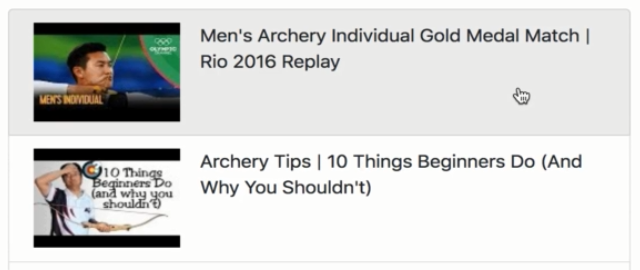 OLYMPIC
MEN'S INDIVIDUAL
Men's Archery Individual Gold Medal Match |
Rio 2016 Replay
10 Things
Beginners Do
(and why you
shouldn't)
Archery Tips | 10 Things Beginners Do (And
Why You Shouldn't)